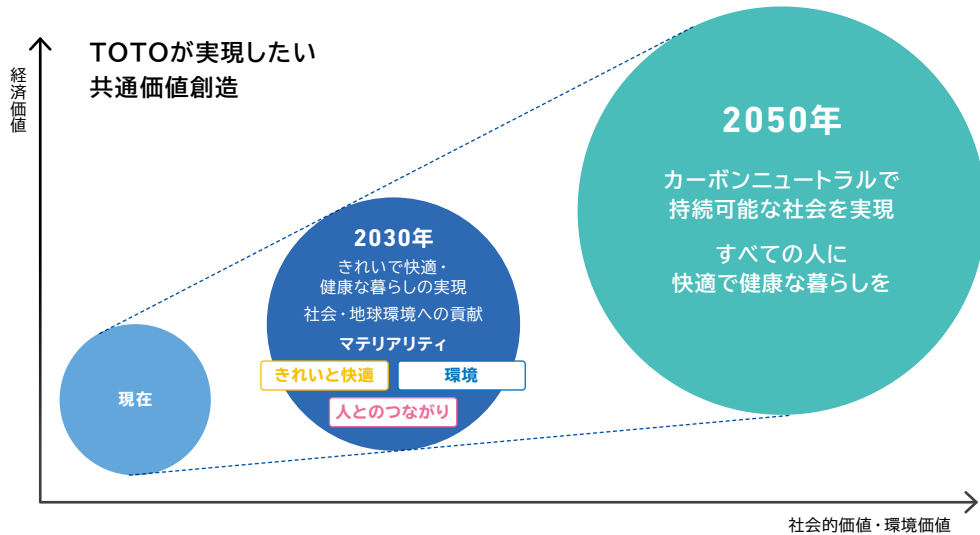 TOTOが実現したい
共通価値創造
経済価値
2050年
カーボンニュートラルで
持続可能な社会を実現
すべての人に
快適で健康な暮らしを
2030年
きれいで快適・
健康な暮らしの実現
社会・地球環境への貢献
マテリアリティ
きれいと快適
環境
人とのつながり
現在
社会的価値・環境価値